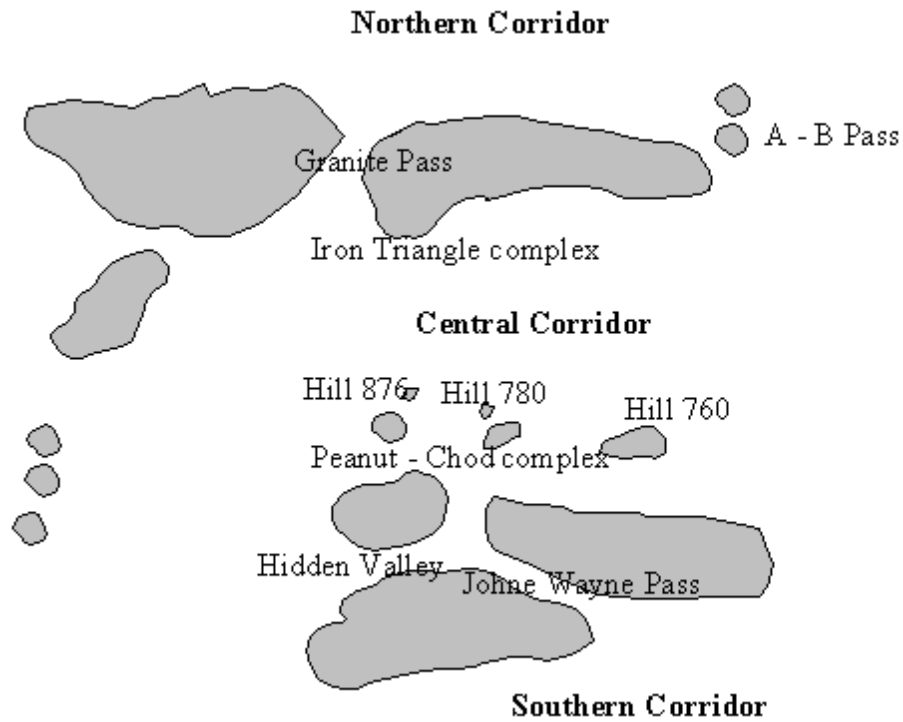 Northern Corridor
A - B Pass
Granite Pass
Iron Triangle complex
Central Corridor
Hill 876
Hill 780
Hill 760
Peanut - Chod complex
Hidden Valley
Johne Wayne Pass
Southern Corridor